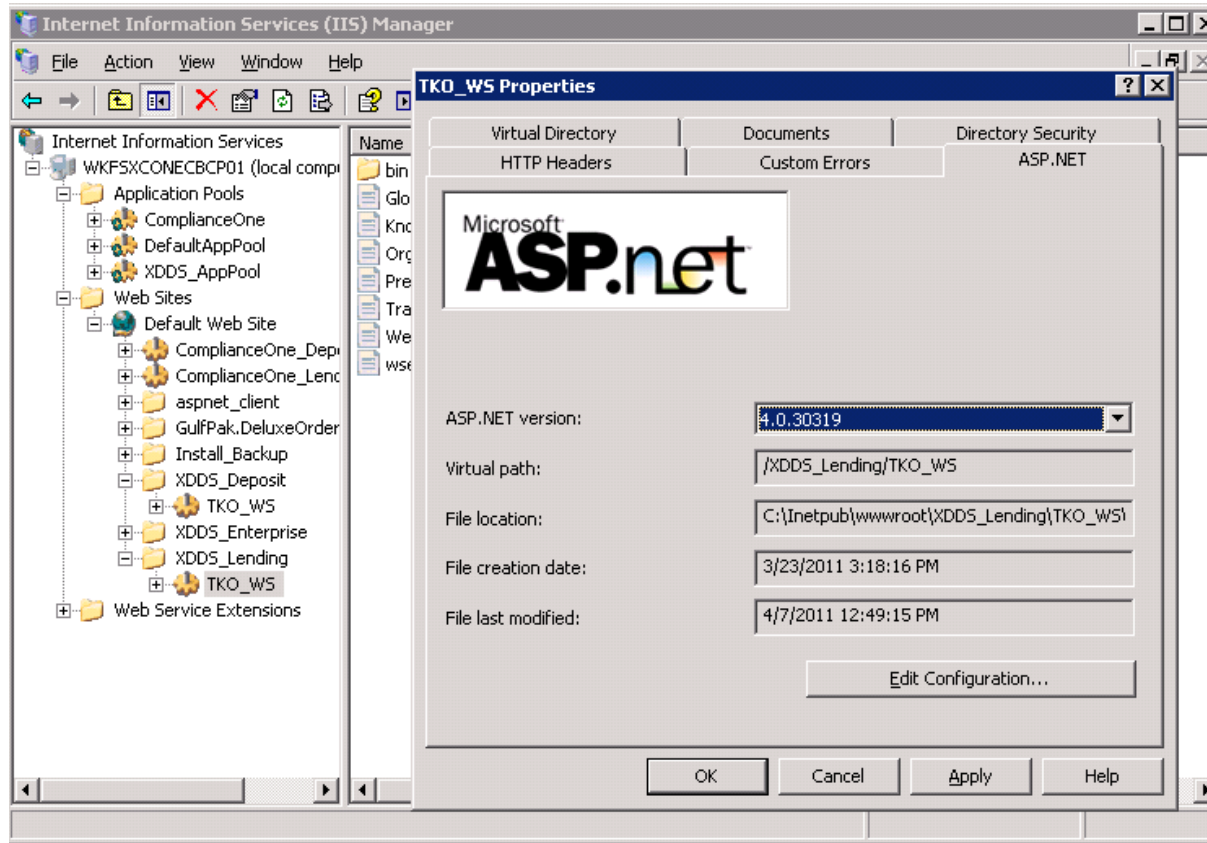 Internet Information Services (IIS) Manager
File Action View Window Help
TKO_WS Properties
?
Virtual Directory Documents Directory Security
HTTP Headers Custom Errors ASP.NET
Microsoft
ASP.net
ASP.NET version: 4.0.30319
Virtual path: /XDDS_Lending/TKO_WS
File location: C:\Inetpub\wwwroot\XDDS_Lending\TKO_WS\
File creation date: 3/23/2011 3:18:16 PM
File last modified: 4/7/2011 12:49:15 PM
Edit Configuration...
OK Cancel Apply Help
Internet Information Services
WKFSXCONECBCP01 (local comp
Application Pools
ComplianceOne
DefaultAppPool
XDDS_AppPool
Web Sites
Default Web Site
ComplianceOne_Dep
ComplianceOne_Lend
aspnet_client
GulfPak.DeluxeOrder
Install_Backup
XDDS_Deposit
TKO_WS
XDDS_Enterprise
XDDS_Lending
TKO_WS
Web Service Extensions
Name
bin
Glo
Kno
Org
Pre
Tra
We
wse